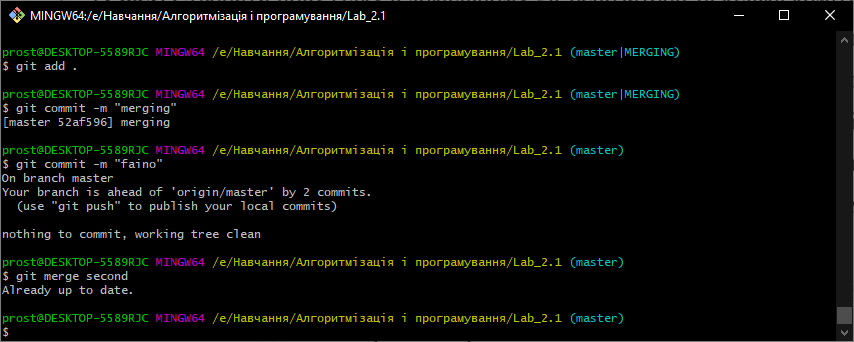 MINGW64:/e/Навчання/Алгоритмізація і програмування/Lab_2.1
prost@DESKTOP-5589RJC MINGW64 /e/Навчання/Алгоритмізація і програмування/Lab_2.1 (master|MERGING)
$ git add .
prost@DESKTOP-5589RJC MINGW64 /e/Навчання/Алгоритмізація і програмування/Lab_2.1 (master|MERGING)
$ git commit -m "merging"
[master 52af596] merging
prost@DESKTOP-5589RJC MINGW64 /e/Навчання/Алгоритмізація і програмування/Lab_2.1 (master)
$ git commit -m "faino"
On branch master
Your branch is ahead of 'origin/master' by 2 commits.
  (use "git push" to publish your local commits)
nothing to commit, working tree clean
prost@DESKTOP-5589RJC MINGW64 /e/Навчання/Алгоритмізація і програмування/Lab_2.1 (master)
$ git merge second
Already up to date.
prost@DESKTOP-5589RJC MINGW64 /e/Навчання/Алгоритмізація і програмування/Lab_2.1 (master)
$